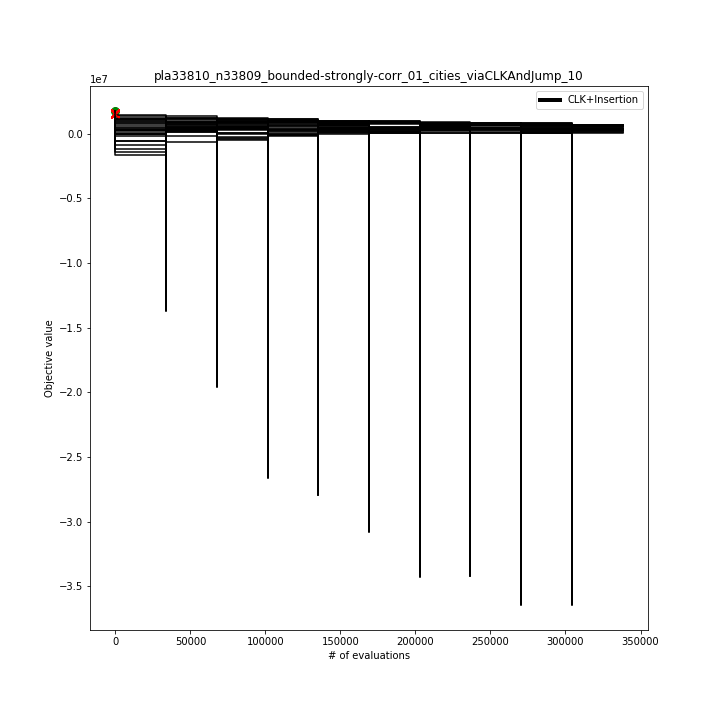 pla33810_n33809_bounded-strongly-corr_01_cities_viaCLKAndJump_10
1e7
CLK+Insertion
0.0
−0.5
−1.0
−1.5
−2.0
−2.5
−3.0
−3.5
Objective value
0 50000 100000 150000 200000 250000 300000 350000
# of evaluations